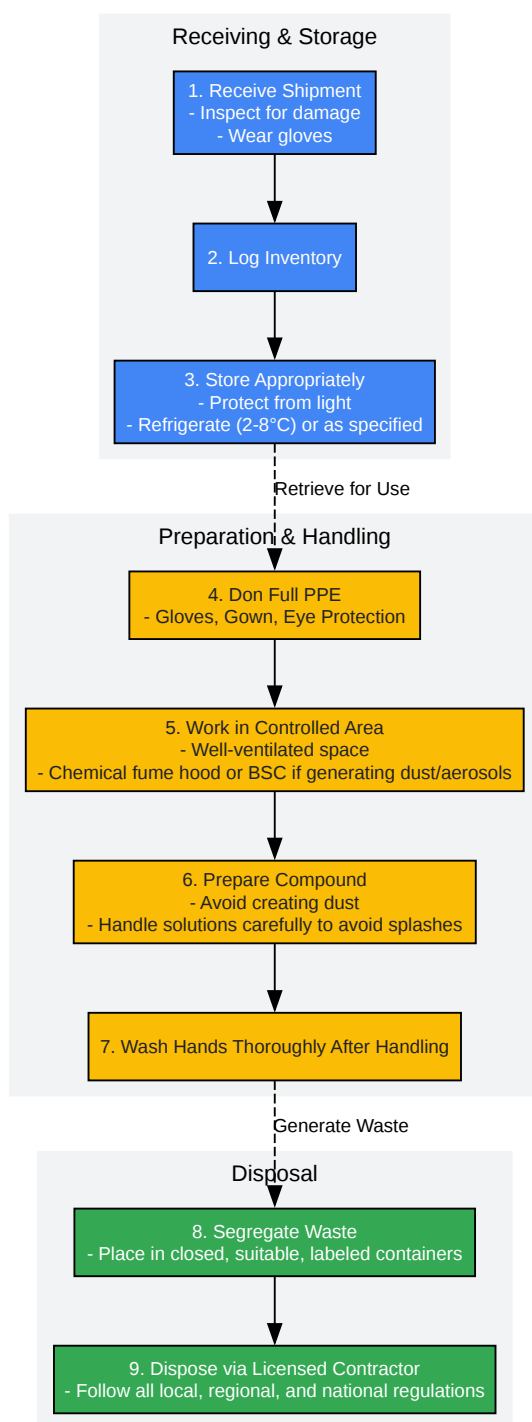 Receiving & Storage
1. Receive Shipment
- Inspect for damage
- Wear gloves
2. Log Inventory
3. Store Appropriately
- Protect from light
- Refrigerate (2-8°C) or as specified
Retrieve for Use
Preparation & Handling
4. Don Full PPE
- Gloves, Gown, Eye Protection
5. Work in Controlled Area
- Well-ventilated space
- Chemical fume hood or BSC if generating dust/aerosols
6. Prepare Compound
- Avoid creating dust
- Handle solutions carefully to avoid splashes
7. Wash Hands Thoroughly After Handling
Generate Waste
Disposal
8. Segregate Waste
- Place in closed, suitable, labeled containers
9. Dispose via Licensed Contractor
- Follow all local, regional, and national regulations